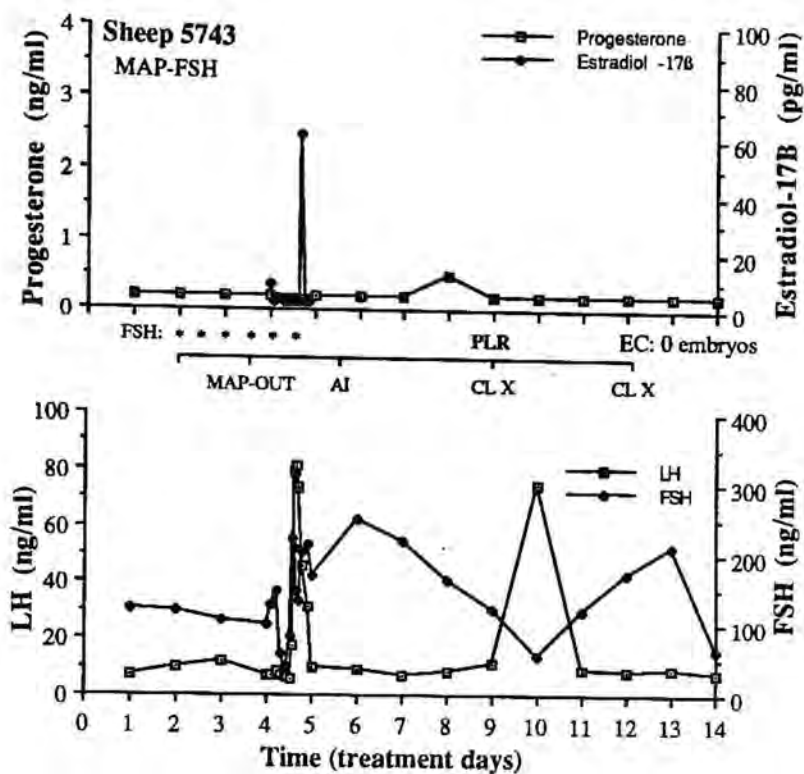 Sheep 5743
MAP-FSH
Progesterone
Estradiol -17ß
Progesterone (ng/ml)
4
3
2
1
0
Estradiol-17B (pg/ml)
100
80
60
40
20
0
FSH: * * * * * *
PLR
EC: 0 embryos
MAP-OUT
AI
CL X
CL X
LH (ng/ml)
100
80
60
40
20
0
LH
FSH
FSH (ng/ml)
400
300
200
100
0
0 1 2 3 4 5 6 7 8 9 10 11 12 13 14
Time (treatment days)